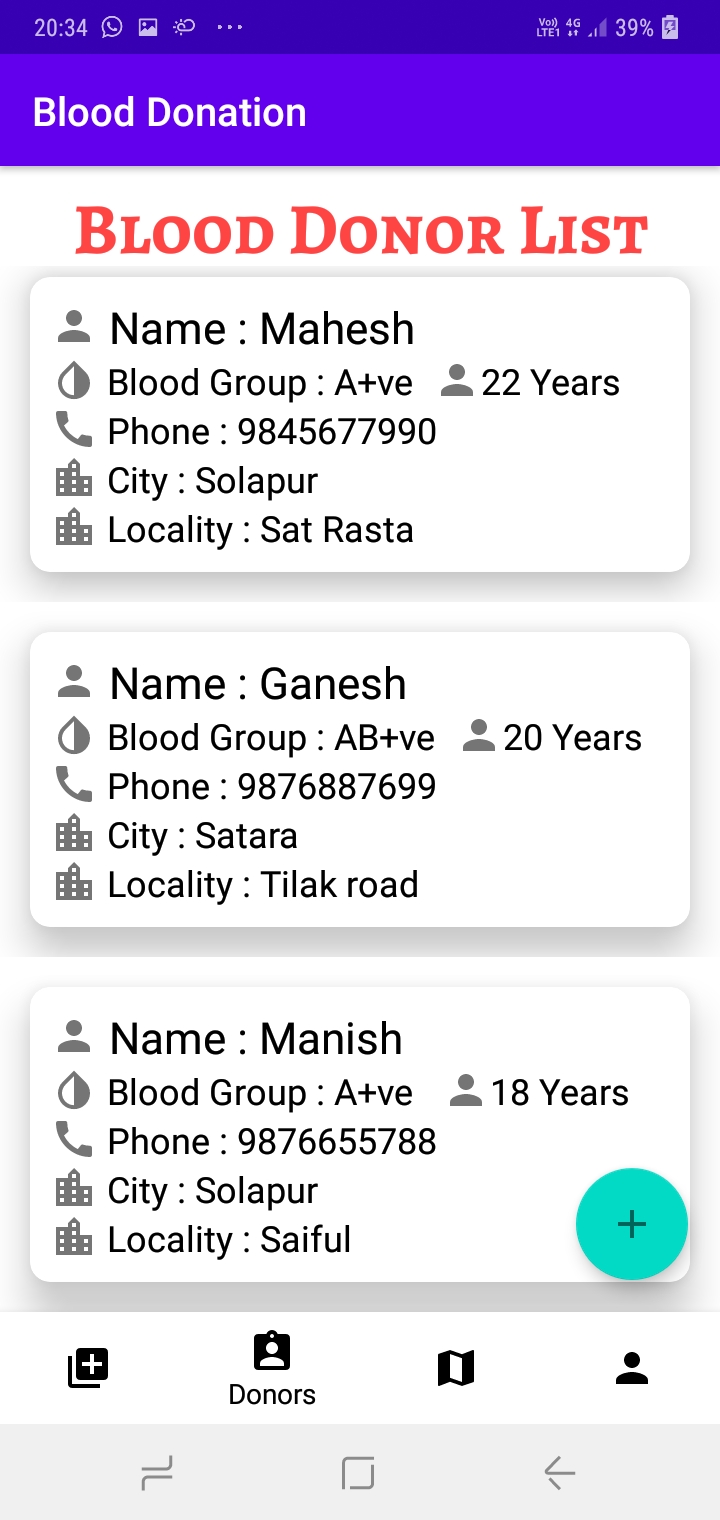 20:34 Vo) LTE1 4G 39%
Blood Donation
Blood Donor List
Name : Mahesh
Blood Group : A+ve 22 Years
Phone : 9845677990
City : Solapur
Locality : Sat Rasta
Name : Ganesh
Blood Group : AB+ve 20 Years
Phone : 9876887699
City : Satara
Locality : Tilak road
Name : Manish
Blood Group : A+ve 18 Years
Phone : 9876655788
City : Solapur
Locality : Saiful
Donors